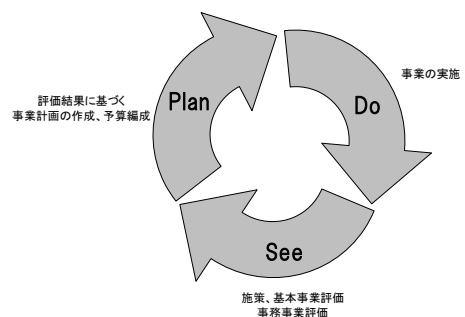 評価結果に基づく
事業計画の作成、予算編成
Plan
事業の実施
Do
See
施策、基本事業評価
事務事業評価